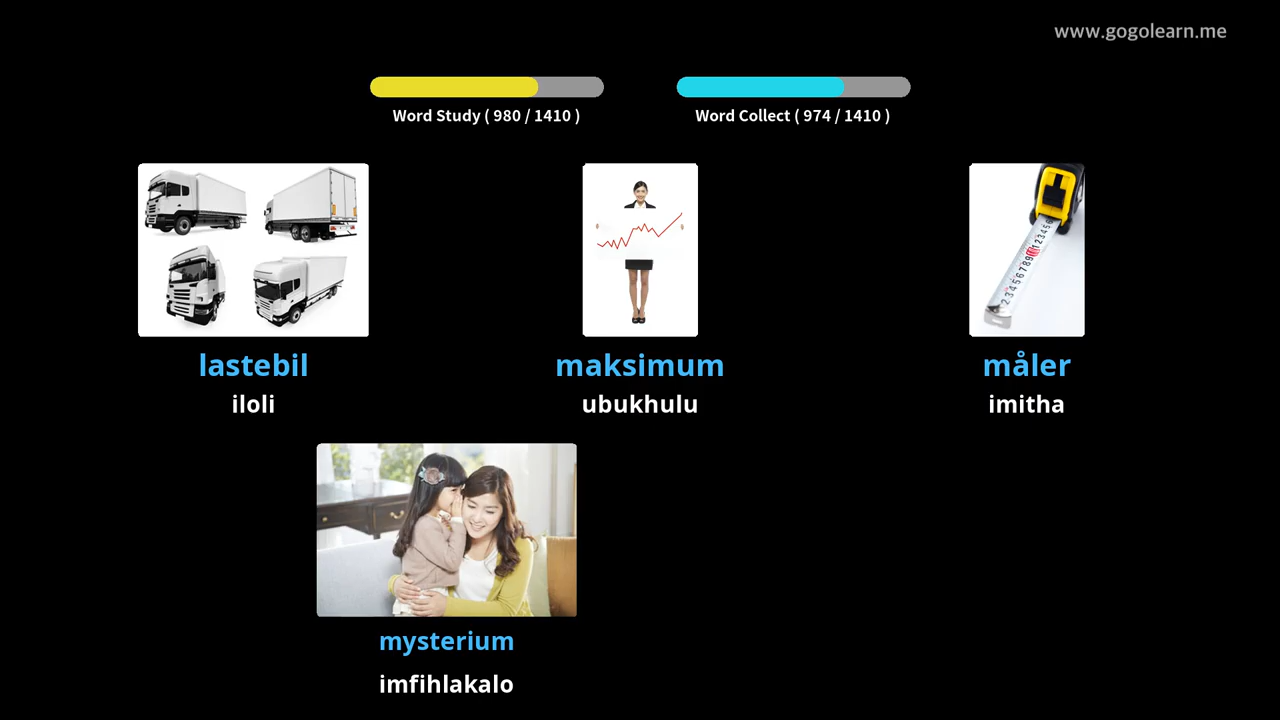 www.gogolearn.me
Word Study ( 980 / 1410 )
Word Collect ( 974 / 1410 )
lastebil
iloli
maksimum
ubukhulu
måler
imitha
mysterium
imfihlakalo